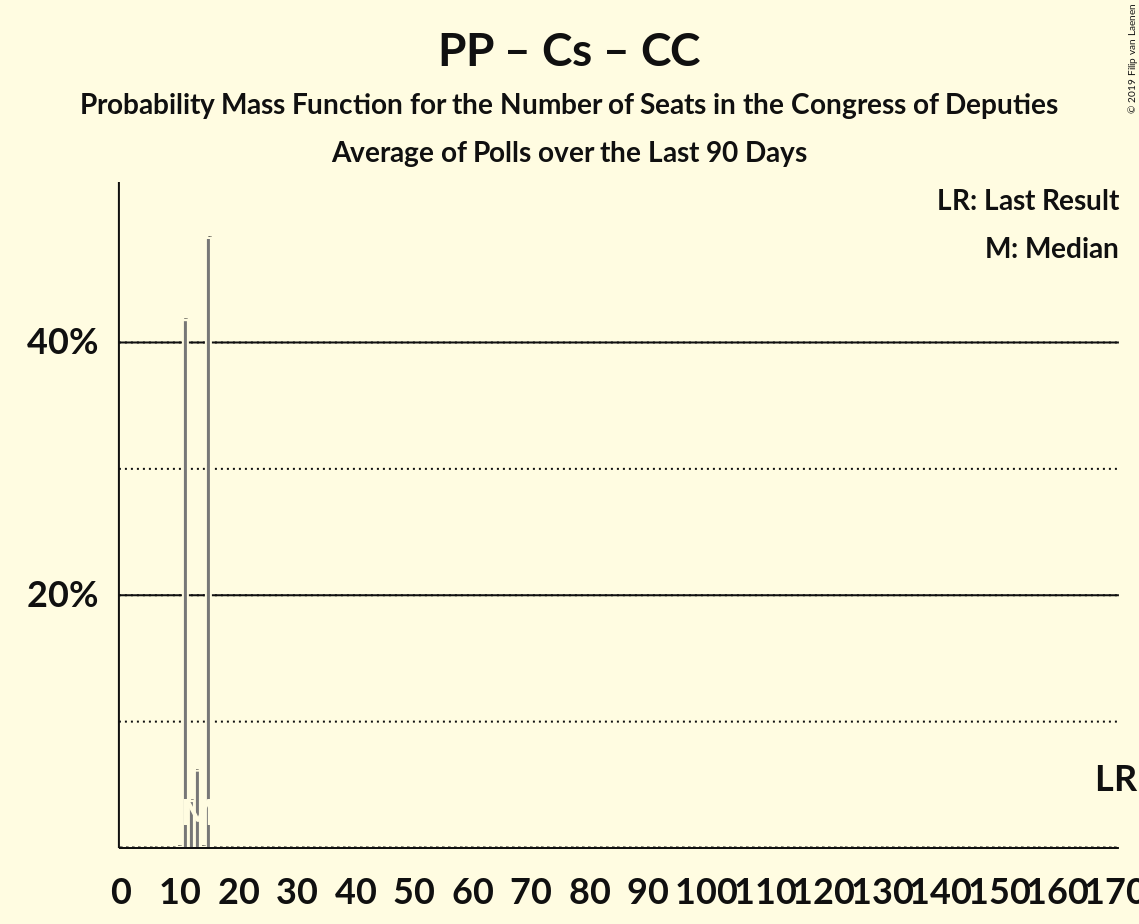 PP – Cs – CC
Probability Mass Function for the Number of Seats in the Congress of Deputies
Average of Polls over the Last 90 Days
© 2019 Filip van Laenen
LR: Last Result
M: Median
40%
20%
LR
M
0 10 20 30 40 50 60 70 80 90 100 110 120 130 140 150 160 170